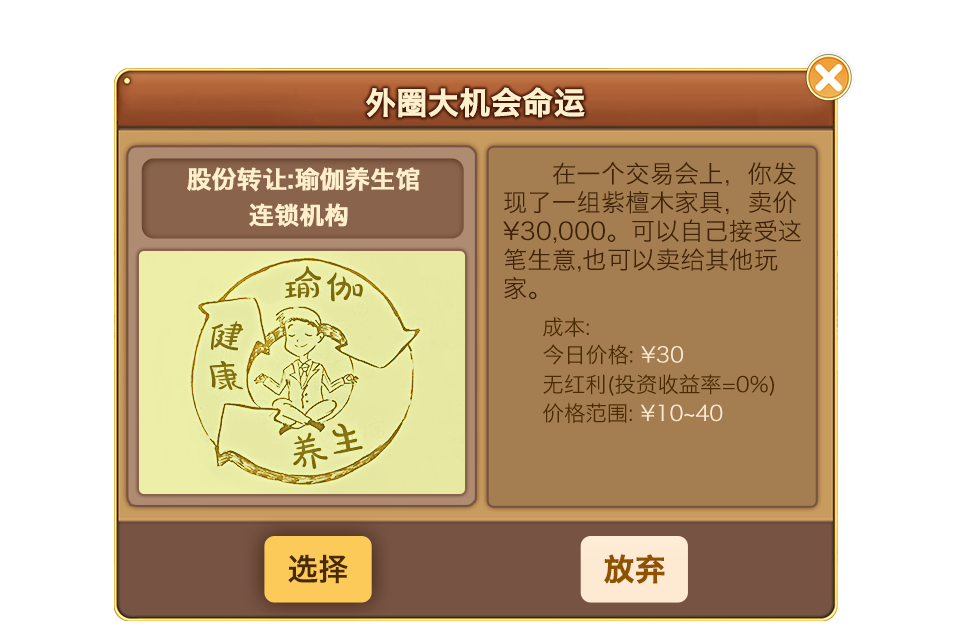 外圈大机会命运
股份转让:瑜伽养生馆
连锁机构
瑜伽
健康
养生
在一个交易会上，你发
现了一组紫檀木家具，卖价
¥30,000。可以自己接受这
笔生意,也可以卖给其他玩
家。
成本:
今日价格: ¥30
无红利(投资收益率=0%)
价格范围: ¥10~40
选择
放弃